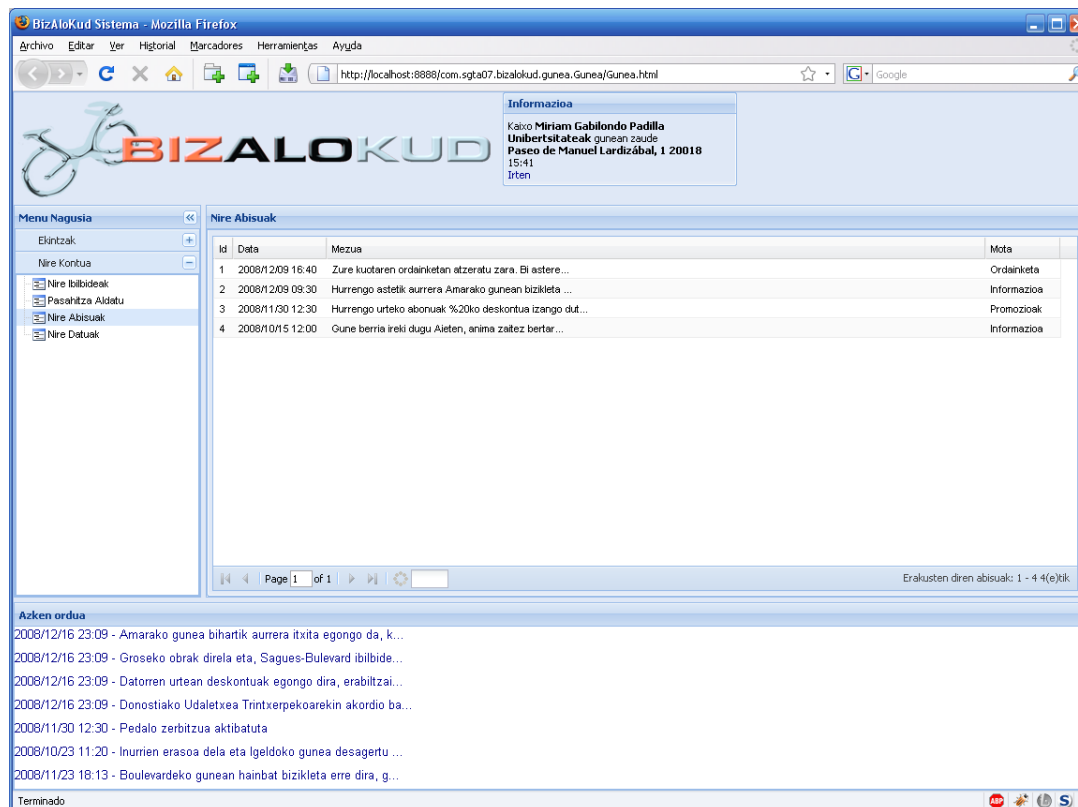 BizAloKud Sistema - Mozilla Firefox
Archivo Editar Ver Historial Marcadores Herramientas Ayuda
http://localhost:8888/com.sgta07.bizalokud.gunea.Gunea/Gunea.html
G Google
BIZALOKUD
Informazioa
Kaixo Miriam Gabilondo Padilla
Unibertsitateak gunean zaude
Paseo de Manuel Lardizábal, 1 20018
15:41
Irten
Menu Nagusia
Ekintzak
Nire Kontua
Nire Ibilbideak
Pasahitza Aldatu
Nire Abisuak
Nire Datuak
Nire Abisuak
Id Data Mezua Mota
1 2008/12/09 16:40 Zure kuotaren ordainketan atzeratu zara. Bi astere... Ordainketa
2 2008/12/09 09:30 Hurrengo astetik aurrera Amarako gunean bizikleta ... Informazioa
3 2008/11/30 12:30 Hurrengo urteko abonuak %20ko deskontua izango dut... Promozioak
4 2008/10/15 12:00 Gune berria ireki dugu Aieten, anima zaitez bertar... Informazioa
Page 1 of 1
Erakusten diren abisuak: 1 - 4 4(e)tik
Azken ordua
2008/12/16 23:09 - Amarako gunea bihartik aurrera itxita egongo da, k...
2008/12/16 23:09 - Groseko obrak direla eta, Sagues-Bulevard ibilbide...
2008/12/16 23:09 - Datorren urtean deskontuak egongo dira, erabiltzai...
2008/12/16 23:09 - Donostiako Udaletxea Trintxerpekoarekin akordio ba...
2008/11/30 12:30 - Pedalo zerbitzua aktibatuta
2008/10/23 11:20 - Inurrien erasoa dela eta Igeldoko gunea desagertu ...
2008/11/23 18:13 - Boulevardeko gunean hainbat bizikleta erre dira, g...
Terminado
ABP
S